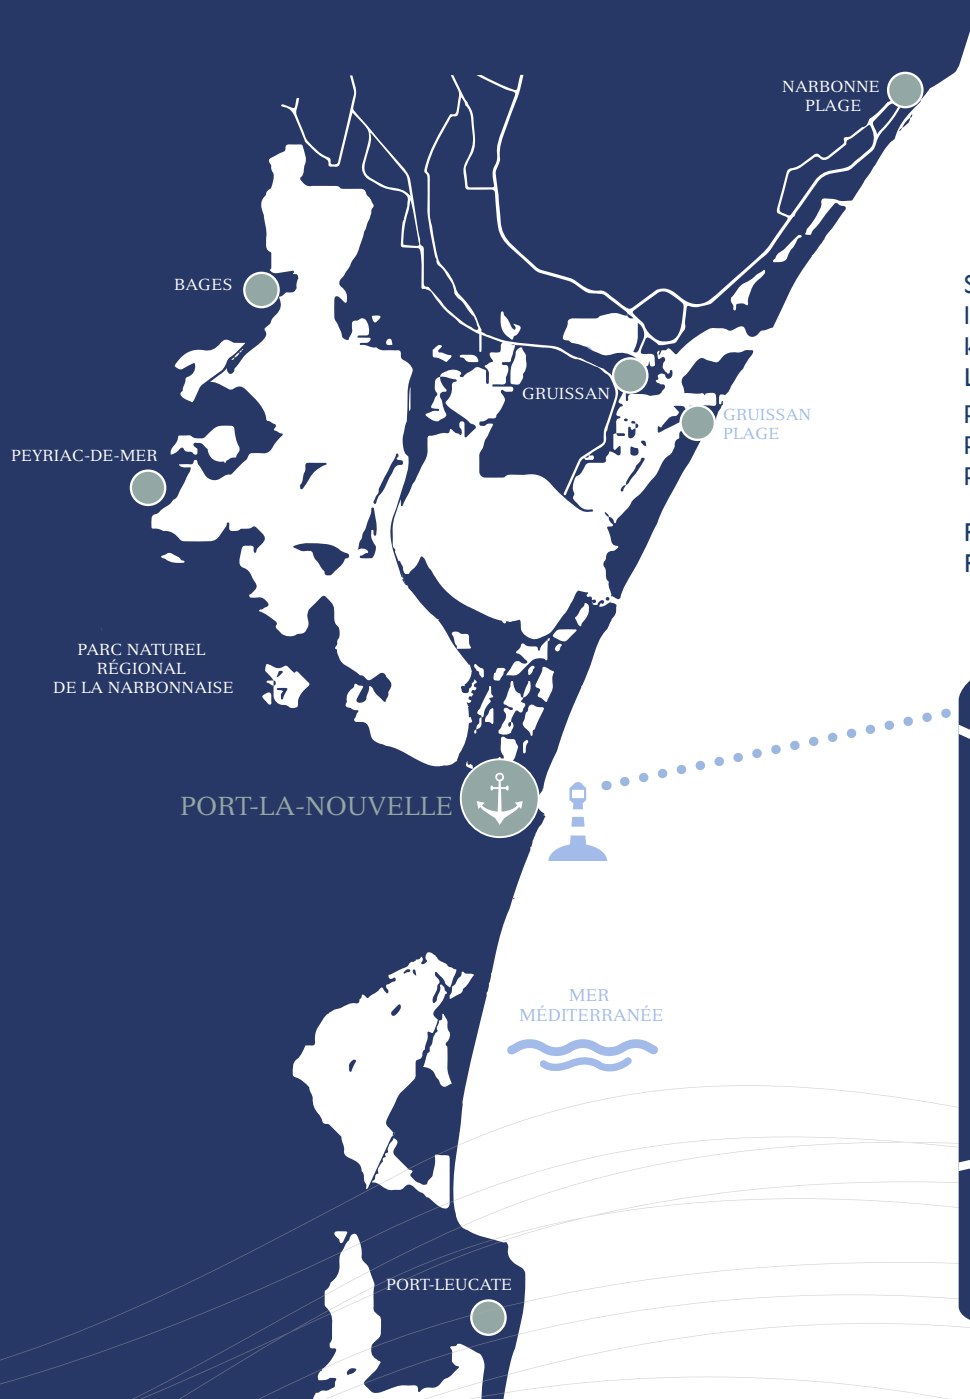 NARBONNE
PLAGE
BAGES
GRUISSAN
GRUISSAN
PLAGE
PEYRIAC-DE-MER
PARC NATUREL
RÉGIONAL
DE LA NARBONNAISE
PORT-LA-NOUVELLE
MER
MÉDITERRANÉE
PORT-LEUCATE